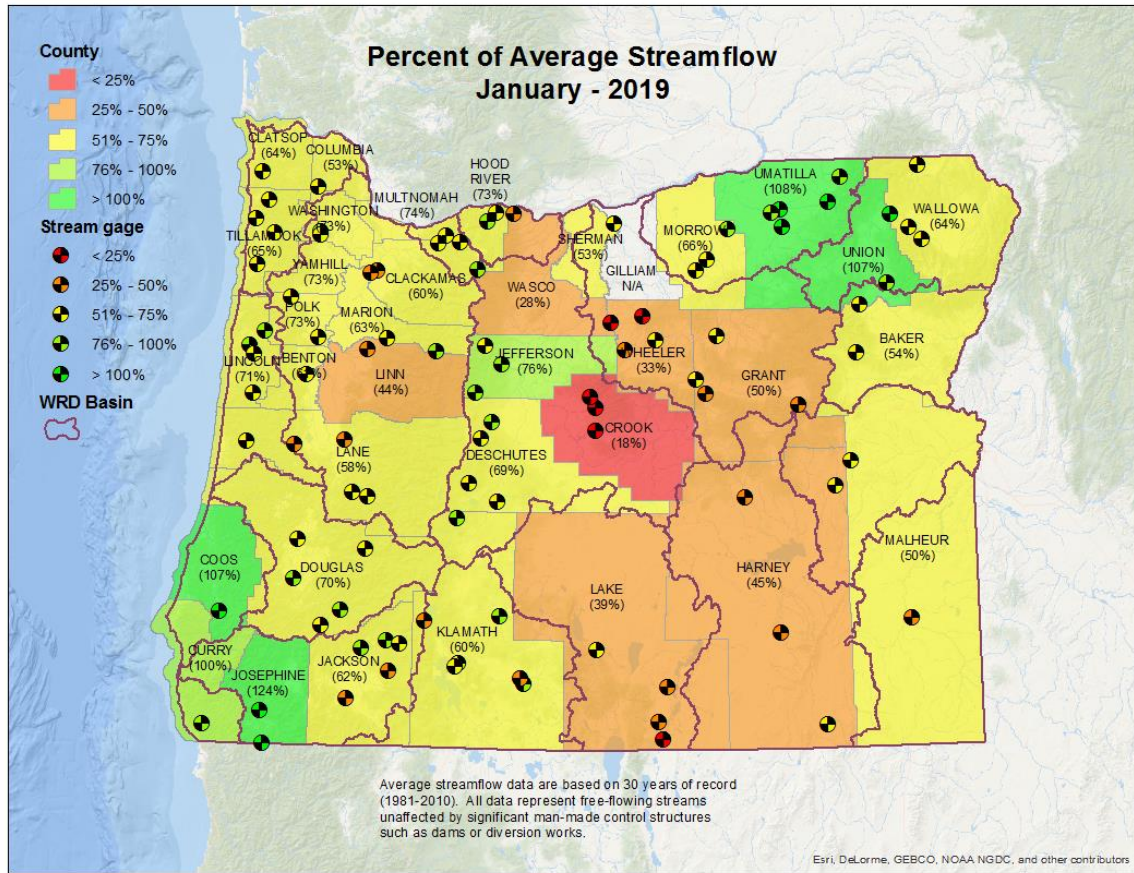 Percent of Average Streamflow
January - 2019
County
< 25%
25% - 50%
51% - 75%
76% - 100%
> 100%
Stream gage
< 25%
25% - 50%
51% - 75%
76% - 100%
> 100%
WRD Basin
CLATSOP
(64%)
COLUMBIA
(53%)
HOOD
RIVER
(73%)
MULTNOMAH
(74%)
WASHINGTON
(73%)
TILLAMOOK
(65%)
YAMHILL
(73%)
CLACKAMAS
(60%)
SHERMAN
(53%)
GILLIAM
N/A
MORROW
(66%)
UMATILLA
(108%)
UNION
(107%)
WALLOWA
(64%)
WASCO
(28%)
POLK
(73%)
MARION
(63%)
LINCOLN
(71%)
BENTON
LINN
(44%)
JEFFERSON
(76%)
WHEELER
(33%)
GRANT
(50%)
BAKER
(54%)
CROOK
(18%)
LANE
(58%)
DESCHUTES
(69%)
COOS
(107%)
DOUGLAS
(70%)
LAKE
(39%)
HARNEY
(45%)
MALHEUR
(50%)
CURRY
(100%)
JOSEPHINE
(124%)
JACKSON
(62%)
KLAMATH
(60%)
Average streamflow data are based on 30 years of record
(1981-2010). All data represent free-flowing streams
unaffected by significant man-made control structures
such as dams or diversion works.
Esri, DeLorme, GEBCO, NOAA NGDC, and other contributors